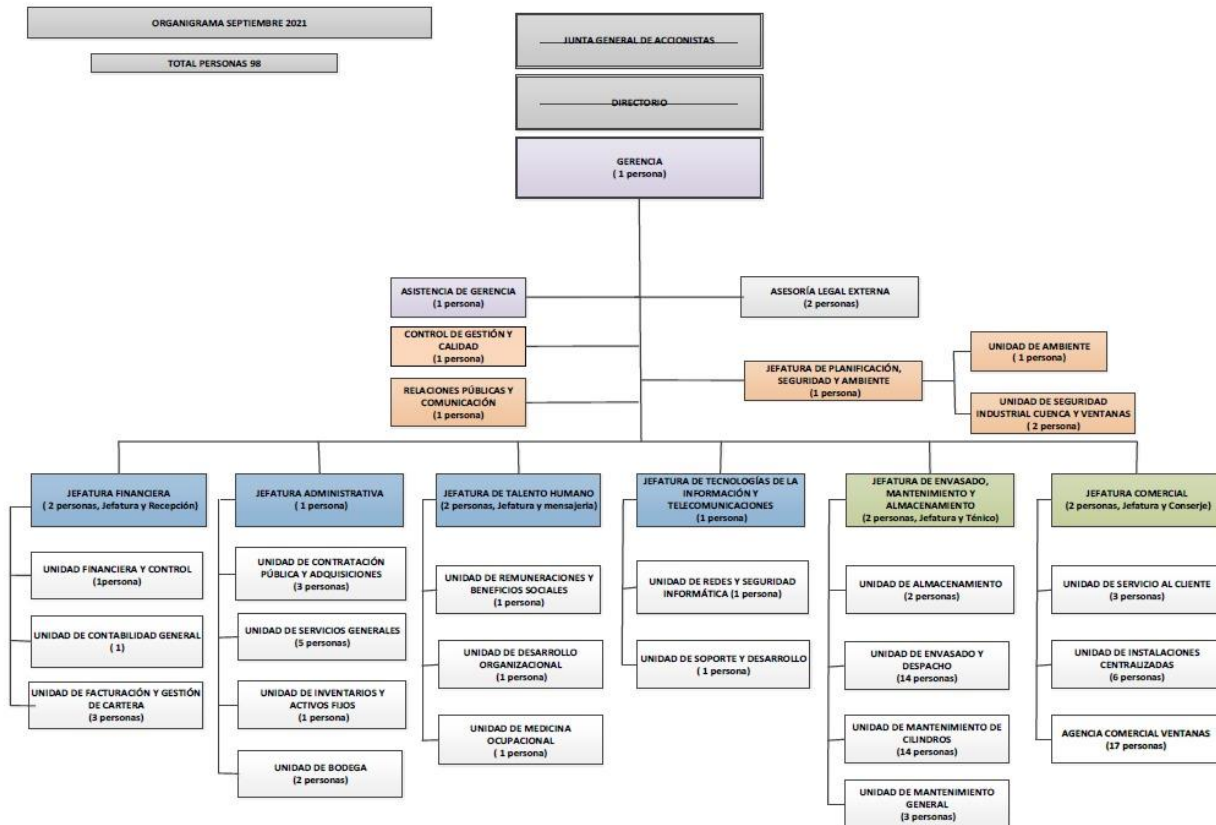 ORGANIGRAMA SEPTIEMBRE 2021
TOTAL PERSONAS 98
JUNTA GENERAL DE ACCIONISTAS
DIRECTORIO
GERENCIA
( 1 persona)
ASISTENCIA DE GERENCIA
(1 persona)
ASESORÍA LEGAL EXTERNA
(2 personas)
CONTROL DE GESTIÓN Y
CALIDAD
(1 persona)
RELACIONES PÚBLICAS Y
COMUNICACIÓN
(1 persona)
JEFATURA DE PLANIFICACIÓN,
SEGURIDAD Y AMBIENTE
(1 persona)
UNIDAD DE AMBIENTE
( 1 persona)
UNIDAD DE SEGURIDAD
INDUSTRIAL CUENCA Y VENTANAS
( 2 persona)
JEFATURA FINANCIERA
( 2 personas, Jefatura y Recepción)
UNIDAD FINANCIERA Y CONTROL
(1persona)
UNIDAD DE CONTABILIDAD GENERAL
( 1)
UNIDAD DE FACTURACIÓN Y GESTIÓN
DE CARTERA
(3 personas)
JEFATURA ADMINISTRATIVA
( 1 persona)
UNIDAD DE CONTRATACIÓN
PÚBLICA Y ADQUISICIONES
(3 personas)
UNIDAD DE SERVICIOS GENERALES
(5 personas)
UNIDAD DE INVENTARIOS Y
ACTIVOS FIJOS
(1 persona)
UNIDAD DE BODEGA
(2 personas)
JEFATURA DE TALENTO HUMANO
(2 personas, Jefatura y mensajería)
UNIDAD DE REMUNERACIONES Y
BENEFICIOS SOCIALES
(1 persona)
UNIDAD DE DESARROLLO
ORGANIZACIONAL
(1 persona)
UNIDAD DE MEDICINA
OCUPACIONAL
( 1 persona)
JEFATURA DE TECNOLOGÍAS DE LA
INFORMACIÓN Y
TELECOMUNICACIONES
(1 persona)
UNIDAD DE REDES Y SEGURIDAD
INFORMÁTICA (1 persona)
UNIDAD DE SOPORTE Y DESARROLLO
( 1 persona)
JEFATURA DE ENVASADO,
MANTENIMIENTO Y
ALMACENAMIENTO
(2 personas, Jefatura y Ténico)
UNIDAD DE ALMACENAMIENTO
(2 personas)
UNIDAD DE ENVASADO Y
DESPACHO
(14 personas)
UNIDAD DE MANTENIMIENTO DE
CILINDROS
(14 personas)
UNIDAD DE MANTENIMIENTO
GENERAL
(3 personas)
JEFATURA COMERCIAL
(2 personas, Jefatura y Conserje)
UNIDAD DE SERVICIO AL CLIENTE
(3 personas)
UNIDAD DE INSTALACIONES
CENTRALIZADAS
(6 personas)
AGENCIA COMERCIAL VENTANAS
(17 personas)